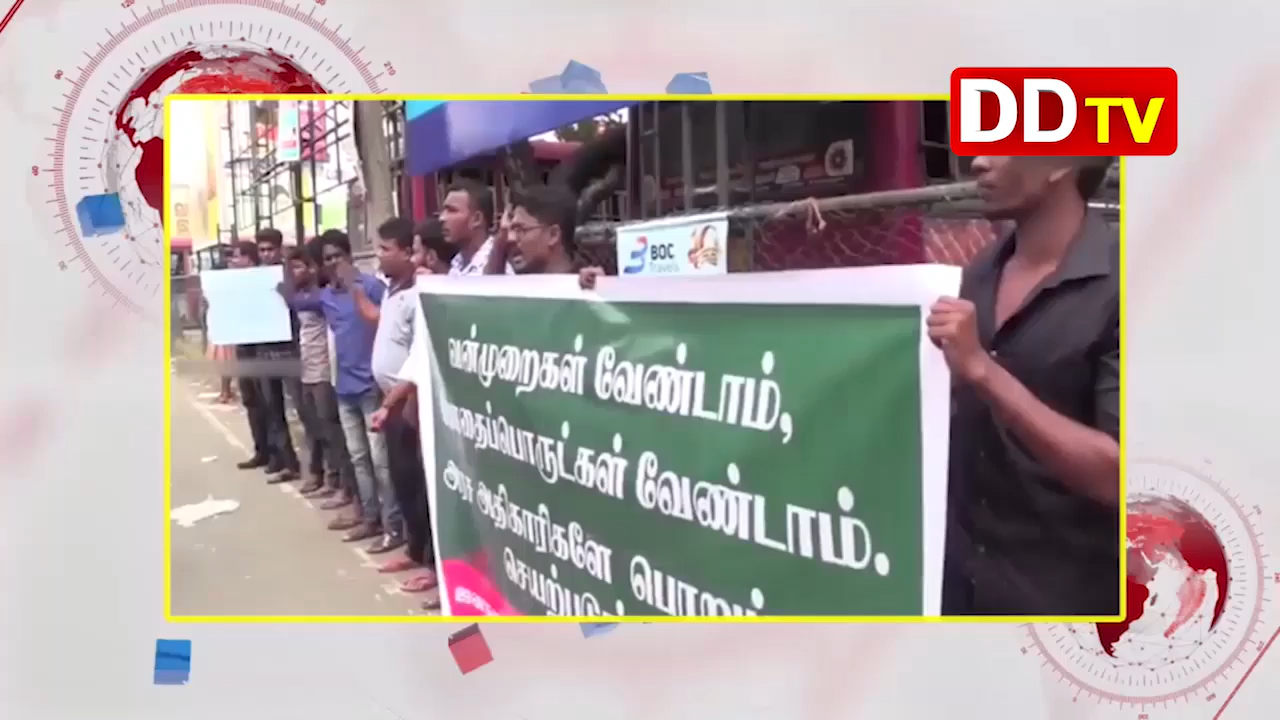 DD TV
BOC
Travels
வன்முறைகள் வேண்டாம்,
போதைப்பொருட்கள் வேண்டாம்.
அரச அதிகாரிகளே